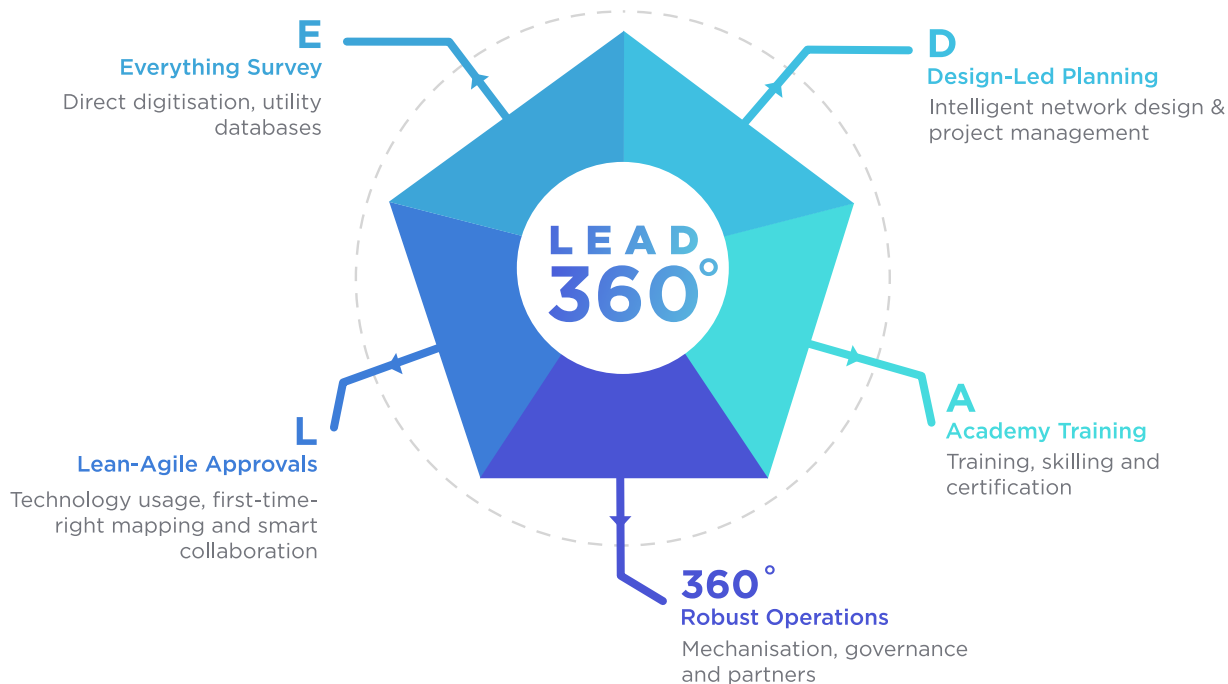 E
Everything Survey
Direct digitisation, utility
databases
D
Design-Led Planning
Intelligent network design &
project management
LEAD
360°
L
Lean-Agile Approvals
Technology usage, first-time-
right mapping and smart
collaboration
A
Academy Training
Training, skilling and
certification
360°
Robust Operations
Mechanisation, governance
and partners